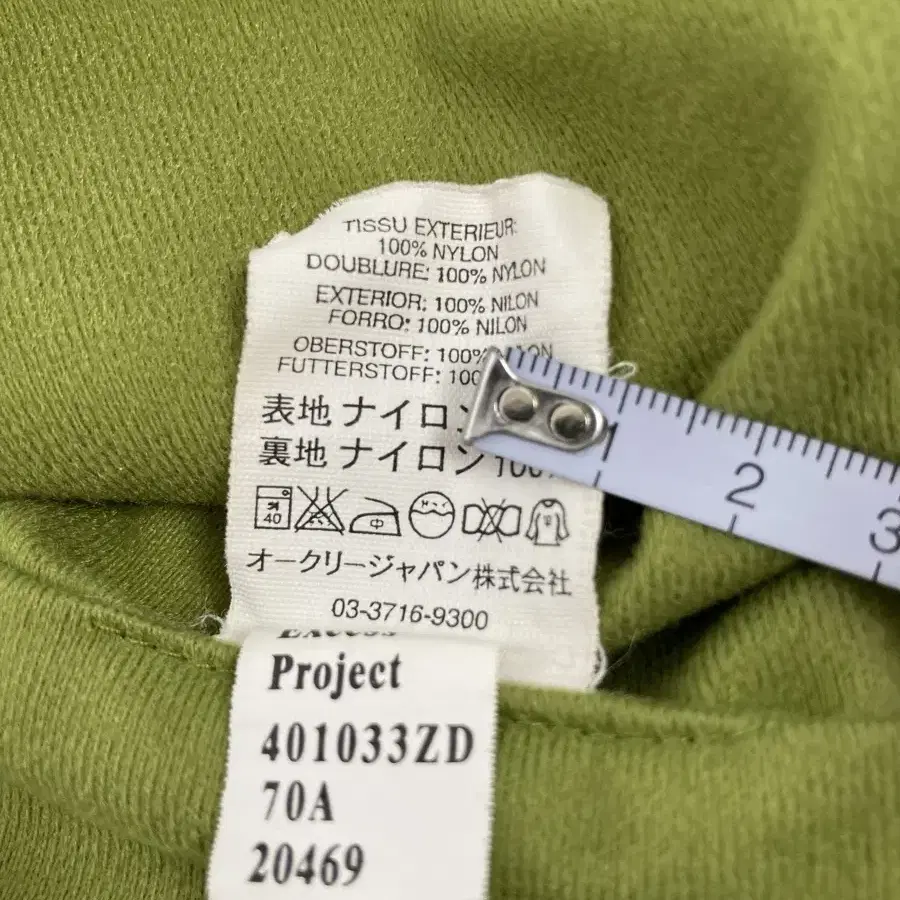 TISSU EXTERIEUR:
100% NYLON
DOUBLURE: 100% NYLON
EXTERIOR: 100% NILON
FORRO: 100% NILON
OBERSTOFF: 100%
FUTTERSTOFF:
表地 ナイロン
裏地 ナイロン
40 中
オークリージャパン株式会社
03-3716-9300
Project
401033ZD
70A
20469
1 2 3